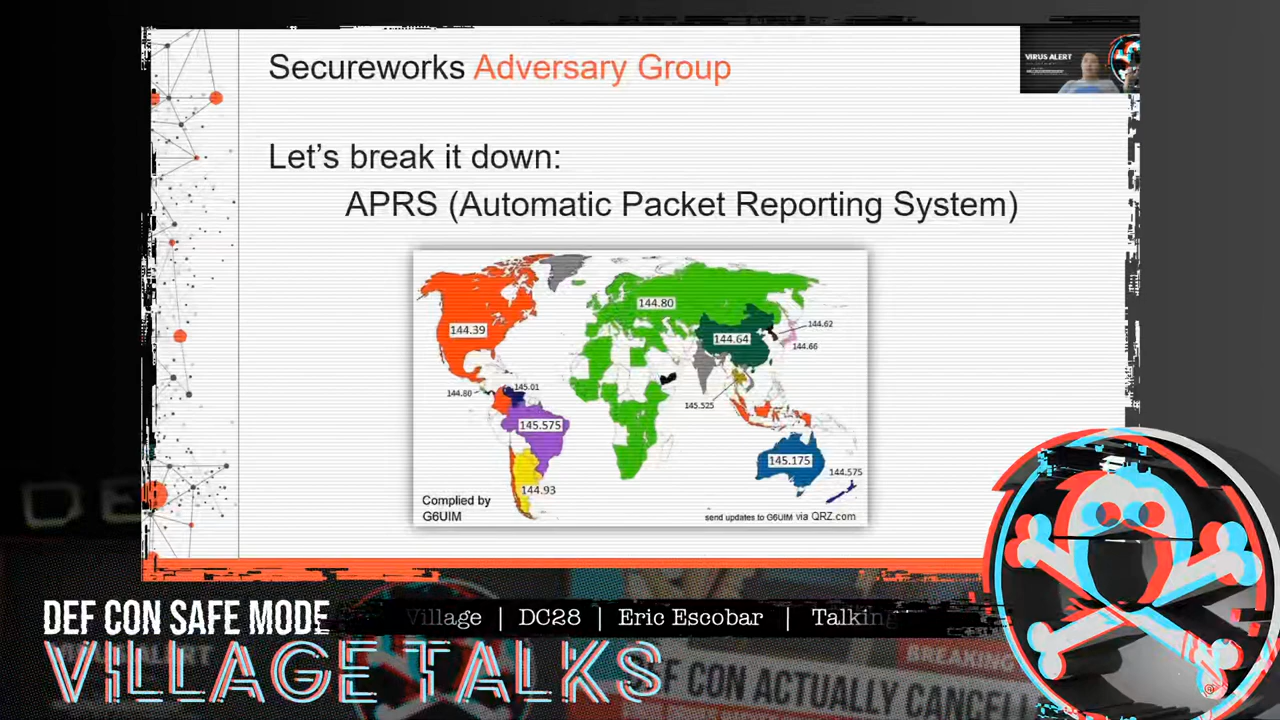 Secureworks Adversary Group
VIRUS ALERT
Let's break it down:
APRS (Automatic Packet Reporting System)
144.80
144.39
144.64
144.62
144.66
144.80
145.01
145.525
145.575
145.175
144.575
144.93
Complied by
G6UIM
send updates to G6UIM via QRZ.com
DEF CON SAFE MODE
Village | DC28 | Eric Escobar | Talking
VILLAGE TALKS
BREAKING
DEF CON ACTUALLY CANCELL